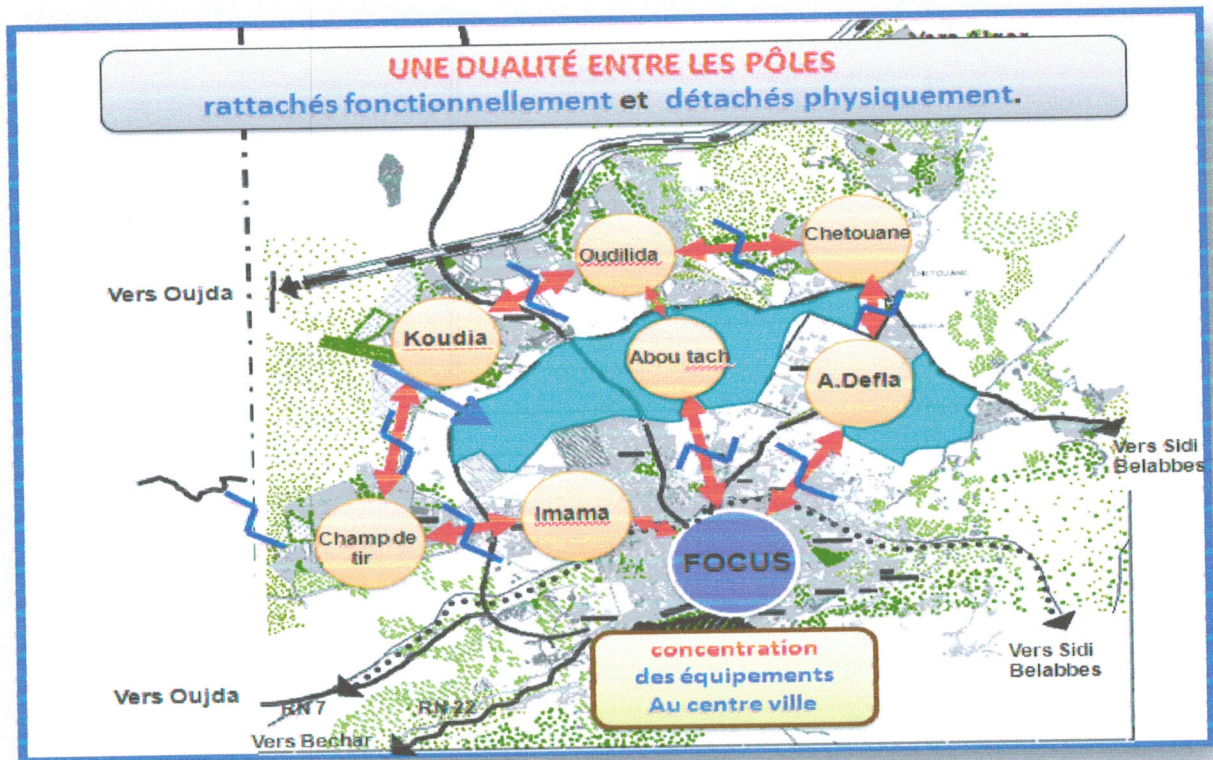 UNE DUALITÉ ENTRE LES PÔLES
rattachés fonctionnellement et détachés physiquement.
Chetouane
Oudilida
Vers Oujda
Koudia
Abou tach
A.Defla
Vers Sidi
Belabbes
Imama
Champ de
tir
FOCUS
concentration
des équipements
Au centre ville
Vers Sidi
Belabbes
Vers Oujda
RN 7
RN 22
Vers Bechar